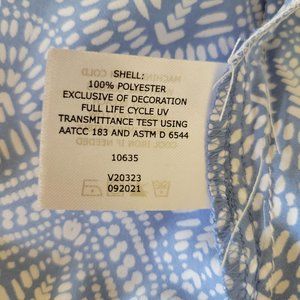 SHELL:
100% POLYESTER
EXCLUSIVE OF DECORATION
FULL LIFE CYCLE UV
TRANSMITTANCE TEST USING
AATCC 183 AND ASTM D 6544
10635
V20323
092021